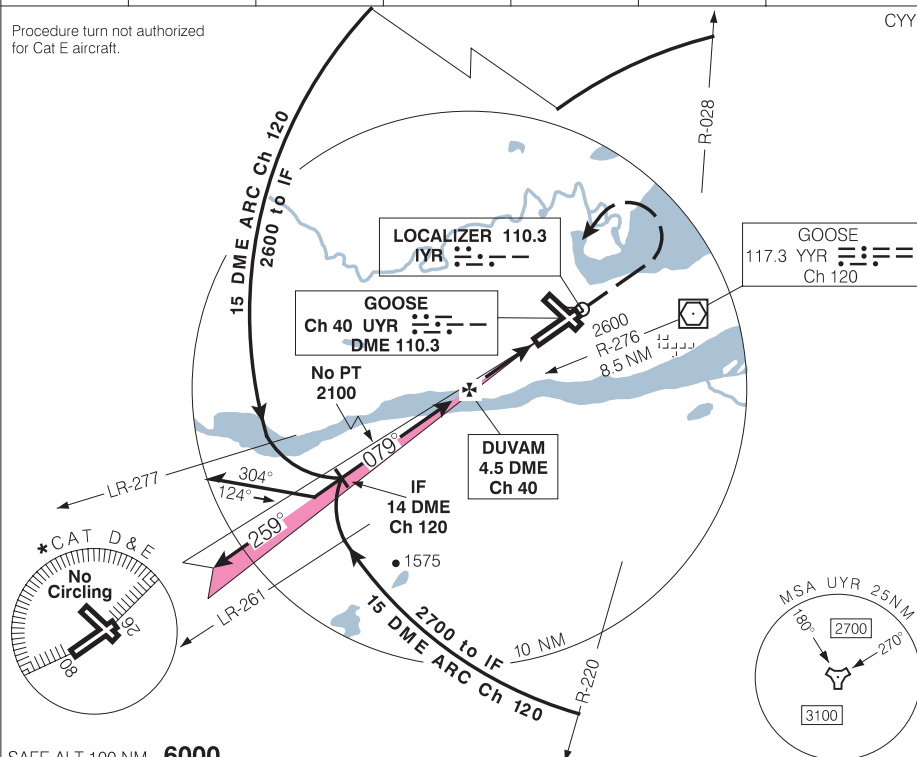 Procedure turn not authorized
for Cat E aircraft.
CYY
15 DME ARC Ch 120
2600 to IF
R-028
LOCALIZER 110.3
IYR
GOOSE
117.3 YYR
Ch 120
GOOSE
Ch 40 UYR
DME 110.3
2600
R-276
8.5 NM
No PT
2100
079°
DUVAM
4.5 DME
Ch 40
LR-277
304°
124°
IF
14 DME
Ch 120
259°
*CAT D&E
No
Circling
26
08
1575
LR-261
2700 to IF
15 DME ARC Ch 120
10 NM
R-220
MSA UYR 25NM
180°
2700
270°
3100
SAFE ALT 100 NM 6000